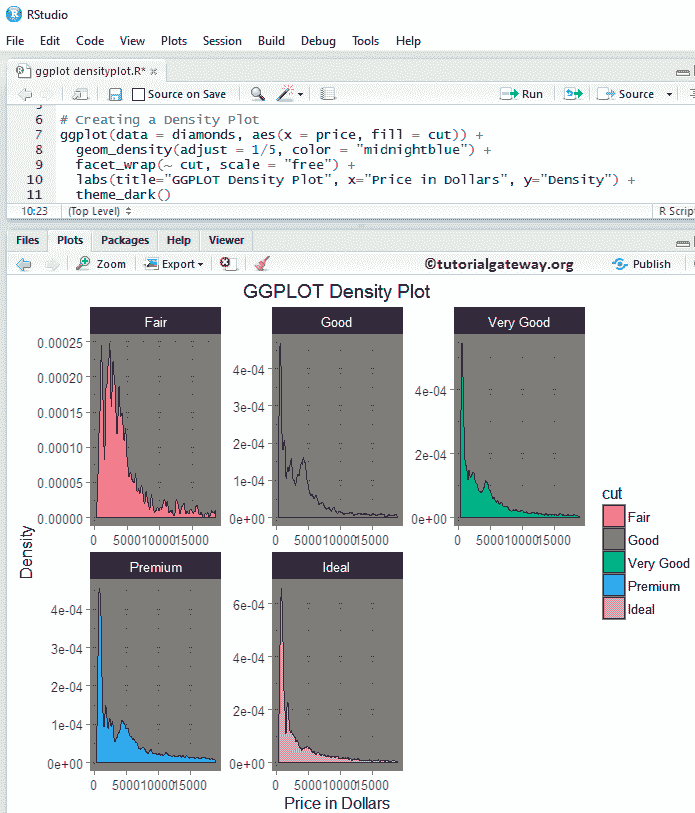 RStudio
File Edit Code View Plots Session Build Debug Tools Help
ggplot densityplot.R*
Source on Save Run Source
6 # Creating a Density Plot
7 ggplot(data = diamonds, aes(x = price, fill = cut)) +
8 geom_density(adjust = 1/5, color = "midnightblue") +
9 facet_wrap(~ cut, scale = "free") +
10 labs(title="GGPLOT Density Plot", x="Price in Dollars", y="Density") +
11 theme_dark()
10:23 (Top Level) R Scrip
Files Plots Packages Help Viewer
Zoom Export ©tutorialgateway.org Publish
GGPLOT Density Plot
Fair Good Very Good
0.00025
0.00020
0.00015
0.00010
0.00005
0.00000
4e-04
3e-04
2e-04
1e-04
0e+00
4e-04
2e-04
0e+00
0 5000 10000 15000
0 5000 10000 15000
0 5000 10000 15000
Density
Premium Ideal
4e-04
3e-04
2e-04
1e-04
0e+00
6e-04
4e-04
2e-04
0e+00
0 5000 10000 15000
0 5000 10000 15000
Price in Dollars
cut
Fair
Good
Very Good
Premium
Ideal